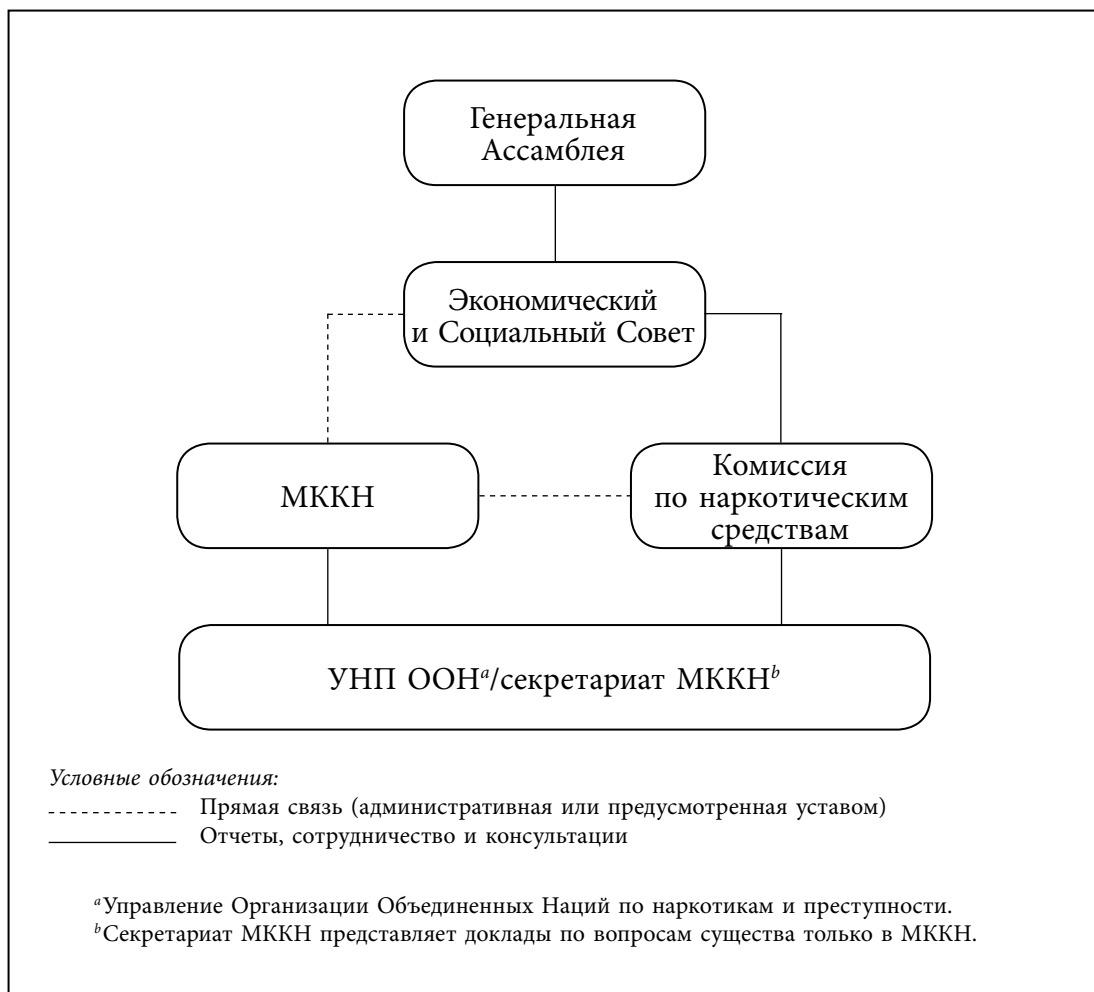 Генеральная
Ассамблея
Экономический
и Социальный Совет
МККН
Комиссия
по наркотическим
средствам
УНП ООНa/секретариат МККНb
Условные обозначения:
Прямая связь (административная или предусмотренная уставом)
Отчеты, сотрудничество и консультации
aУправление Организации Объединенных Наций по наркотикам и преступности.
bСекретариат МККН представляет доклады по вопросам существа только в МККН.